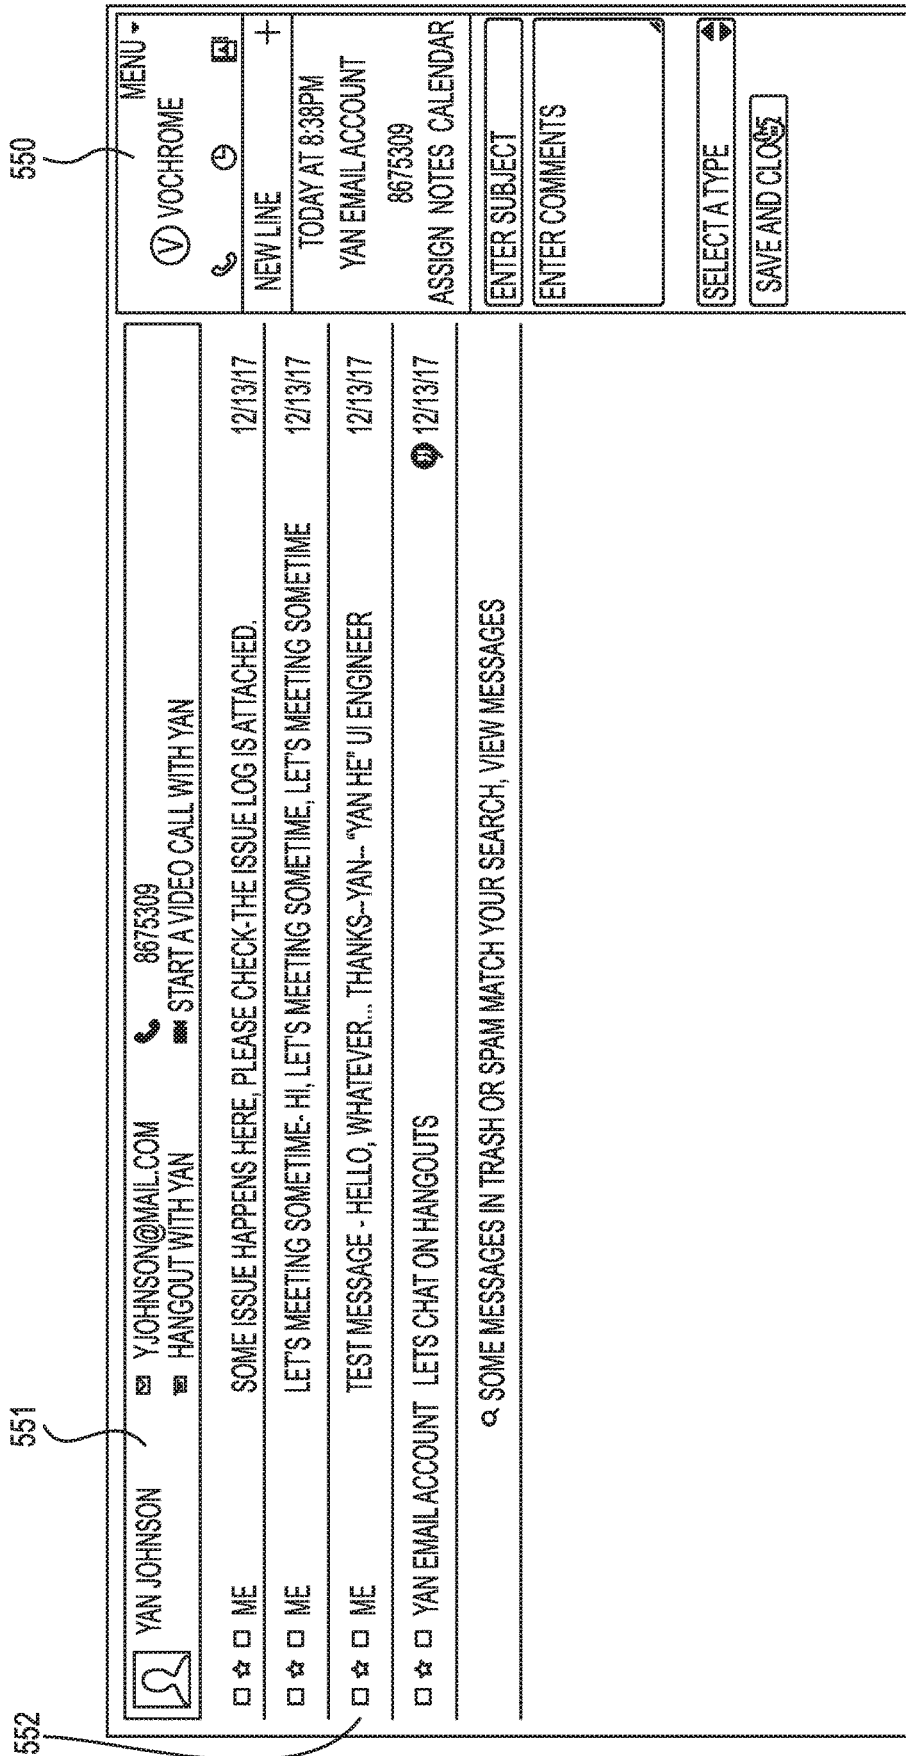 550
551
552
YAN JOHNSON
YJOHNSON@MAIL.COM 8675309
HANGOUT WITH YAN START A VIDEO CALL WITH YAN
ME SOME ISSUE HAPPENS HERE, PLEASE CHECK-THE ISSUE LOG IS ATTACHED. 12/13/17
ME LET'S MEETING SOMETIME- HI, LET'S MEETING SOMETIME, LET'S MEETING SOMETIME 12/13/17
ME TEST MESSAGE - HELLO, WHATEVER... THANKS--YAN-- "YAN HE" UI ENGINEER 12/13/17
YAN EMAIL ACCOUNT LETS CHAT ON HANGOUTS 12/13/17
SOME MESSAGES IN TRASH OR SPAM MATCH YOUR SEARCH, VIEW MESSAGES
MENU
V VOCHROME
NEW LINE +
TODAY AT 8:38PM
YAN EMAIL ACCOUNT
8675309
ASSIGN NOTES CALENDAR
ENTER SUBJECT
ENTER COMMENTS
SELECT A TYPE
SAVE AND CLOSE